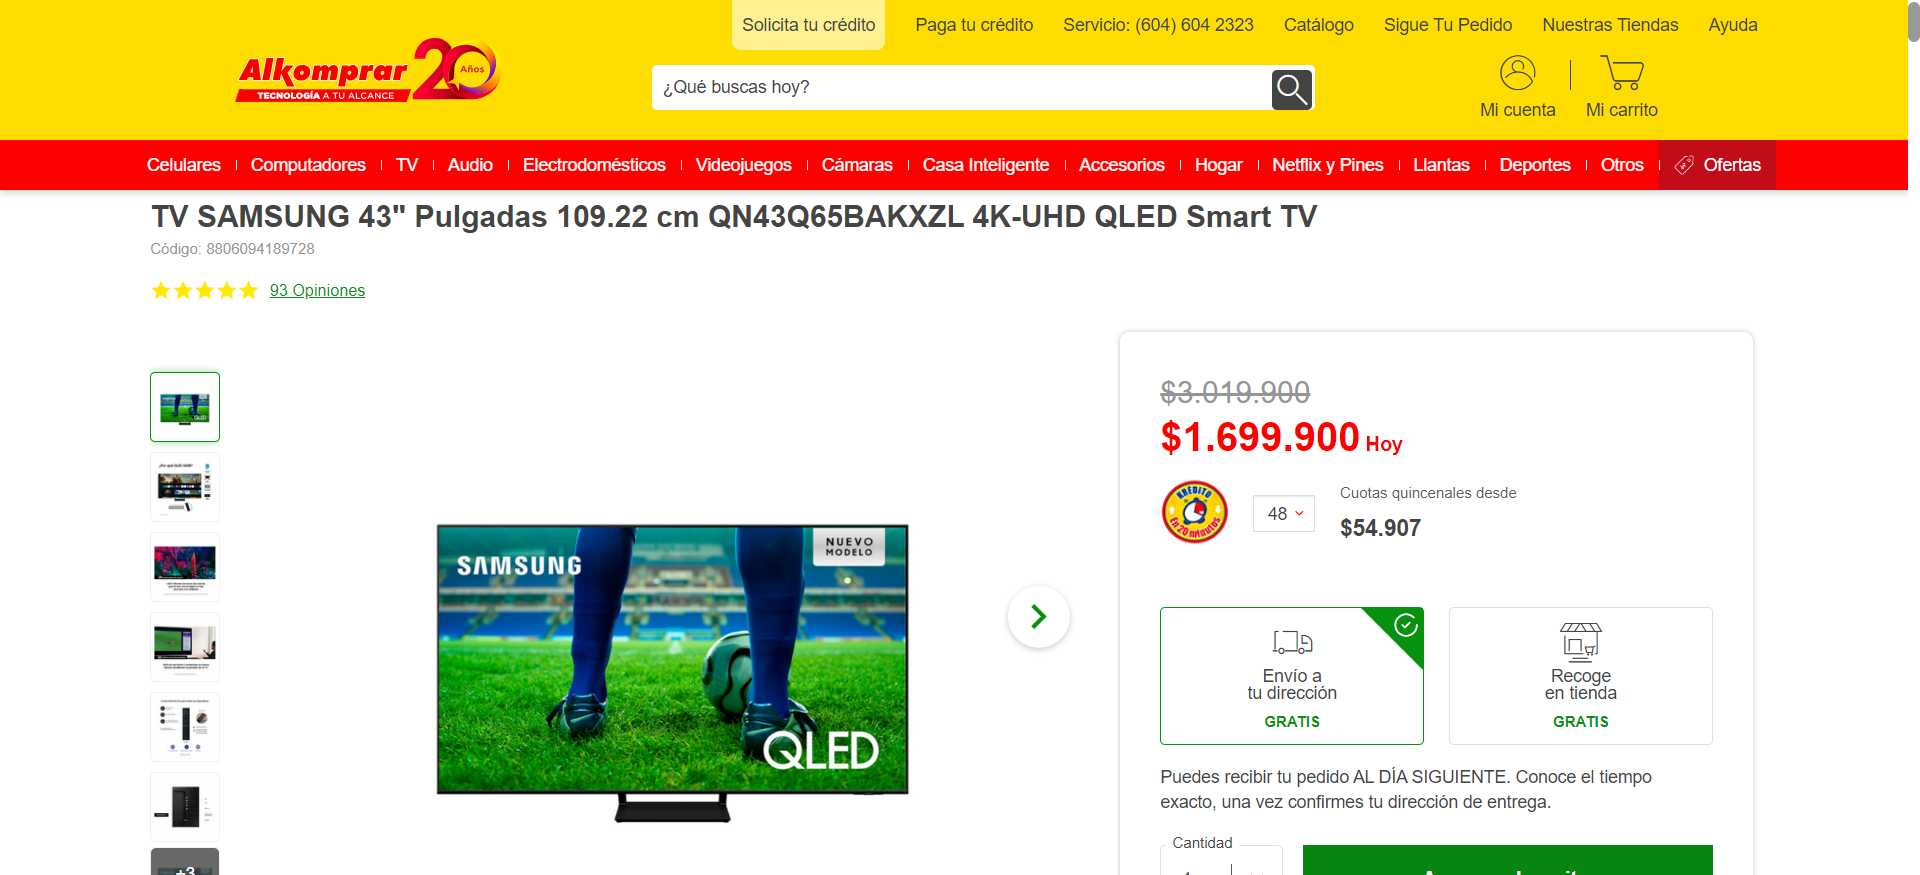 Solicita tu crédito Paga tu crédito Servicio: (604) 604 2323 Catálogo Sigue Tu Pedido Nuestras Tiendas Ayuda
Alkomprar 20 Años
TECNOLOGÍA A TU ALCANCE
¿Qué buscas hoy?
Mi cuenta Mi carrito
Celulares Computadores TV Audio Electrodomésticos Videojuegos Cámaras Casa Inteligente Accesorios Hogar Netflix y Pines Llantas Deportes Otros Ofertas
TV SAMSUNG 43" Pulgadas 109.22 cm QN43Q65BAKXZL 4K-UHD QLED Smart TV
Código: 8806094189728
93 Opiniones
+3
SAMSUNG
NUEVO
MODELO
QLED
$3.019.900
$1.699.900 Hoy
KREDITO
En 20 minutos
48
Cuotas quincenales desde
$54.907
Envío a
tu dirección
GRATIS
Recoge
en tienda
GRATIS
Puedes recibir tu pedido AL DÍA SIGUIENTE. Conoce el tiempo
exacto, una vez confirmes tu dirección de entrega.
Cantidad